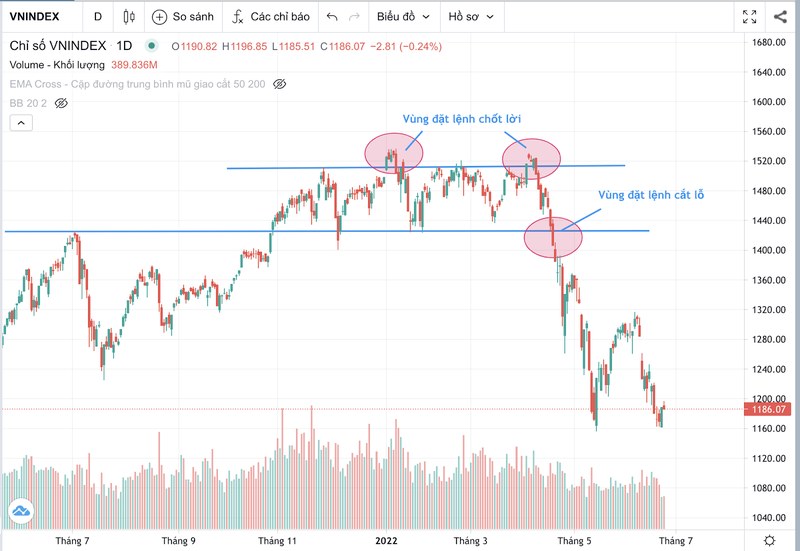 VNINDEX D So sánh Các chỉ báo Biểu đồ Hồ sơ
Chỉ số VNINDEX 1D O1190.82 H1196.85 L1185.51 C1186.07 −2.81 (−0.24%)
Volume - Khối lượng 389.836M
EMA Cross - Cặp đường trung bình mũ giao cắt 50 200
BB 20 2
Vùng đặt lệnh chốt lời
Vùng đặt lệnh cắt lỗ
1680.00
1640.00
1600.00
1560.00
1520.00
1480.00
1440.00
1400.00
1360.00
1320.00
1280.00
1240.00
1200.00
1186.07
1160.00
1120.00
1080.00
1040.00
Tháng 7 Tháng 9 Tháng 11 2022 Tháng 3 Tháng 5 Tháng 7